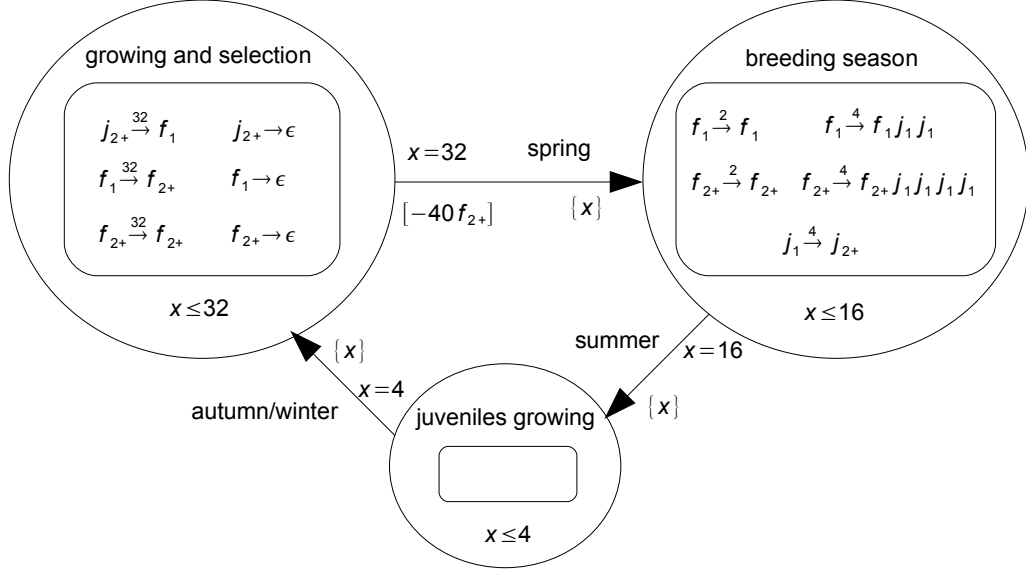 growing and selection
j₂₊ →³² f₁ j₂₊ → ϵ
f₁ →³² f₂₊ f₁ → ϵ
f₂₊ →³² f₂₊ f₂₊ → ϵ
x ≤ 32
x = 32 spring
[−40 f₂₊] {x}
breeding season
f₁ →² f₁ f₁ →⁴ f₁ j₁ j₁
f₂₊ →² f₂₊ f₂₊ →⁴ f₂₊ j₁ j₁ j₁ j₁
j₁ →⁴ j₂₊
x ≤ 16
summer x = 16
{x}
juveniles growing
x ≤ 4
{x}
x = 4
autumn/winter